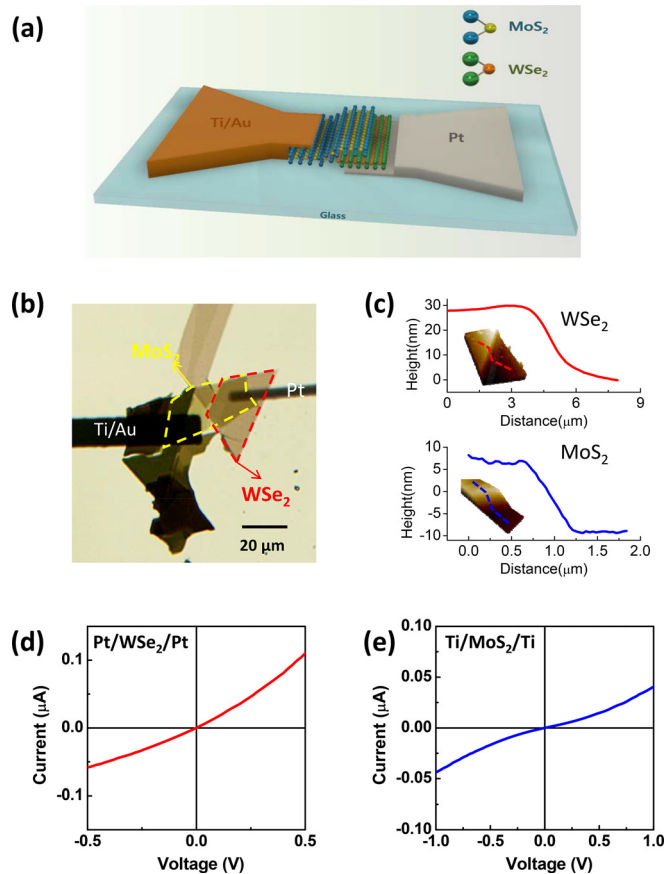 (a)
MoS2
WSe2
Ti/Au
Pt
Glass
(b)
MoS2
Pt
Ti/Au
WSe2
20 μm
(c)
30
20
10
0
Height(nm)
WSe2
0 3 6 9
Distance(μm)
MoS2
10
5
0
-5
-10
Height(nm)
0.0 0.5 1.0 1.5 2.0
Distance(μm)
(d)
Pt/WSe2/Pt
0.1
0.0
-0.1
Current (μA)
-0.5 0.0 0.5
Voltage (V)
(e)
Ti/MoS2/Ti
0.10
0.05
0.00
-0.05
-0.10
Current (μA)
-1.0 -0.5 0.0 0.5 1.0
Voltage (V)